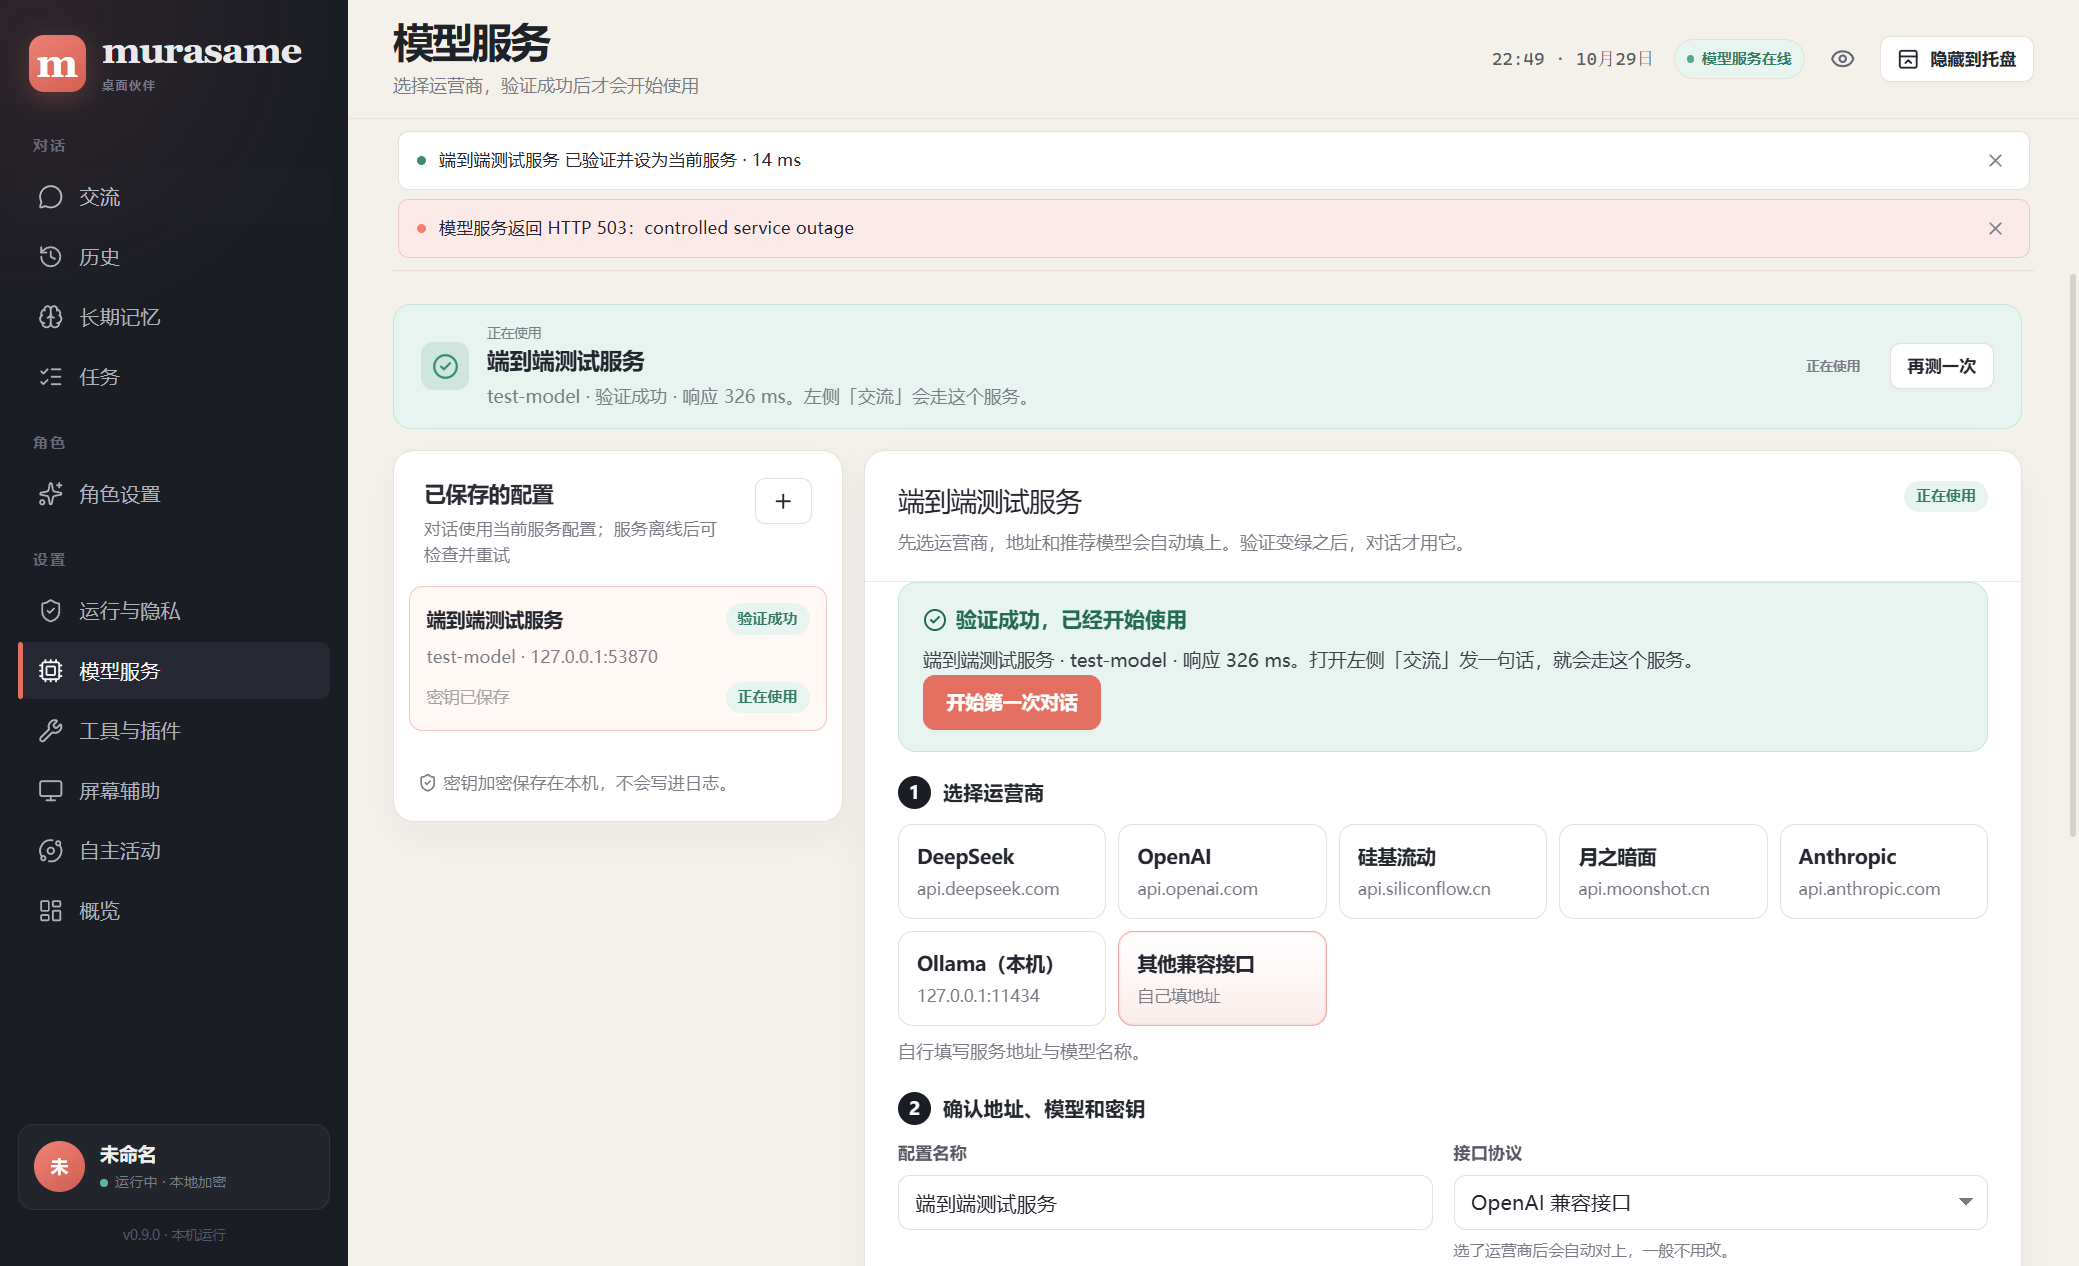 m murasame
桌面伙伴
对话
交流
历史
长期记忆
任务
角色
角色设置
设置
运行与隐私
模型服务
工具与插件
屏幕辅助
自主活动
概览
未 未命名
运行中 · 本地加密
v0.9.0 · 本机运行
模型服务
选择运营商，验证成功后才会开始使用
22:49 · 10月29日
模型服务在线
隐藏到托盘
端到端测试服务 已验证并设为当前服务 · 14 ms
模型服务返回 HTTP 503：controlled service outage
正在使用
端到端测试服务
test-model · 验证成功 · 响应 326 ms。左侧「交流」会走这个服务。
正在使用
再测一次
已保存的配置
+
对话使用当前服务配置；服务离线后可
检查并重试
端到端测试服务 验证成功
test-model · 127.0.0.1:53870
密钥已保存 正在使用
密钥加密保存在本机，不会写进日志。
端到端测试服务
正在使用
先选运营商，地址和推荐模型会自动填上。验证变绿之后，对话才用它。
验证成功，已经开始使用
端到端测试服务 · test-model · 响应 326 ms。打开左侧「交流」发一句话，就会走这个服务。
开始第一次对话
1 选择运营商
DeepSeek
api.deepseek.com
OpenAI
api.openai.com
硅基流动
api.siliconflow.cn
月之暗面
api.moonshot.cn
Anthropic
api.anthropic.com
Ollama（本机）
127.0.0.1:11434
其他兼容接口
自己填地址
自行填写服务地址与模型名称。
2 确认地址、模型和密钥
配置名称
端到端测试服务
接口协议
OpenAI 兼容接口
选了运营商后会自动对上，一般不用改。